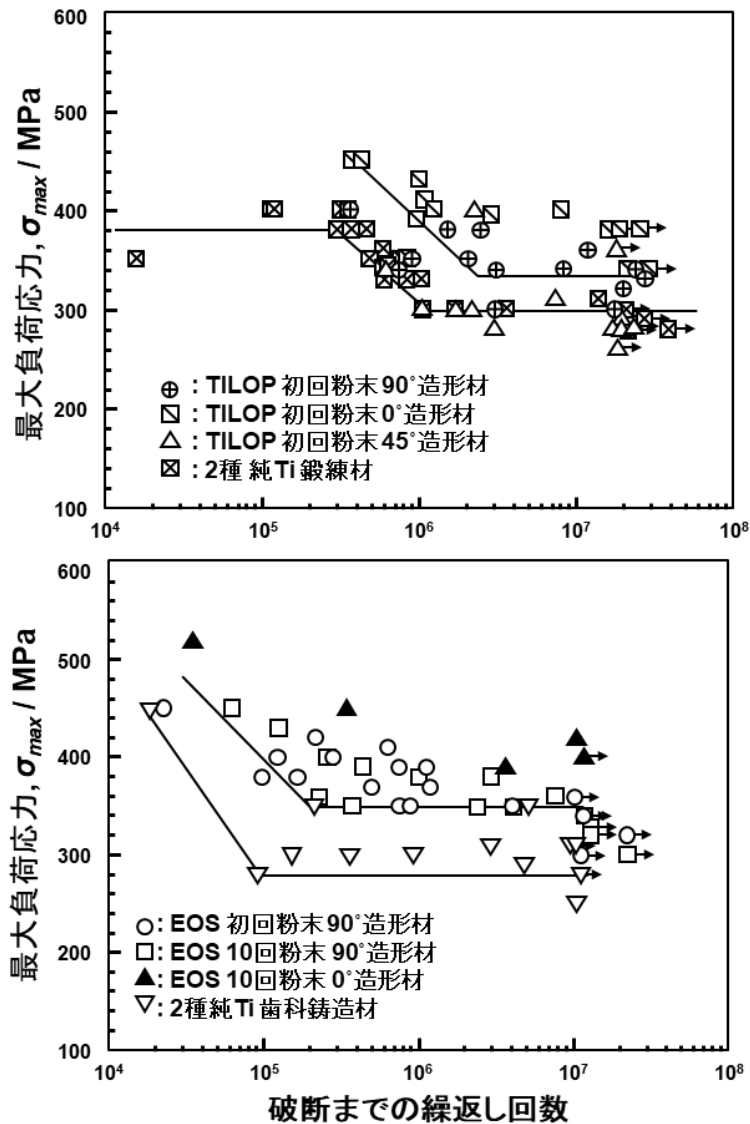 600
500
400
300
200
100
最大負荷応力, σmax / MPa
: TILOP 初回粉末 90°造形材
: TILOP 初回粉末 0°造形材
: TILOP 初回粉末 45°造形材
: 2種 純Ti 鍛練材
10⁴ 10⁵ 10⁶ 10⁷ 10⁸
600
500
400
300
200
100
最大負荷応力, σmax / MPa
: EOS 初回粉末 90°造形材
: EOS 10回粉末 90°造形材
: EOS 10回粉末 0°造形材
: 2種純Ti 歯科鋳造材
10⁴ 10⁵ 10⁶ 10⁷ 10⁸
破断までの繰返し回数